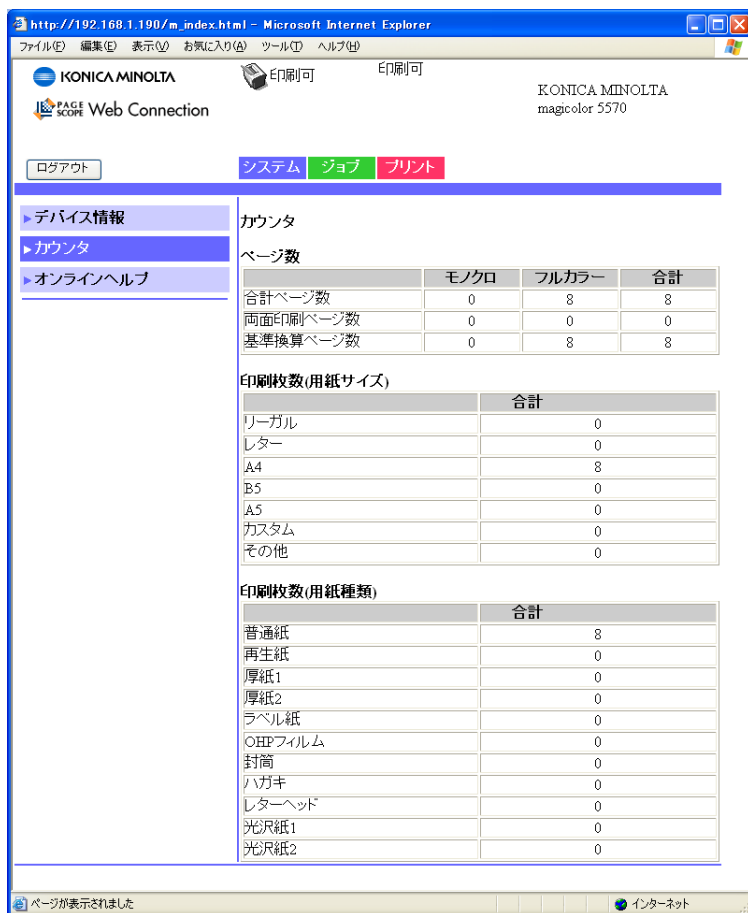 http://192.168.1.190/m_index.html - Microsoft Internet Explorer
ファイル(F) 編集(E) 表示(V) お気に入り(A) ツール(T) ヘルプ(H)
KONICA MINOLTA
印刷可
印刷可
KONICA MINOLTA
magicolor 5570
PAGE SCOPE Web Connection
ログアウト
システム ジョブ プリント
デバイス情報
カウンタ
オンラインヘルプ
カウンタ
ページ数
モノクロ フルカラー 合計
合計ページ数 0 8 8
両面印刷ページ数 0 0 0
基準換算ページ数 0 8 8
印刷枚数(用紙サイズ)
合計
リーガル 0
レター 0
A4 8
B5 0
A5 0
カスタム 0
その他 0
印刷枚数(用紙種類)
合計
普通紙 8
再生紙 0
厚紙1 0
厚紙2 0
ラベル紙 0
OHPフィルム 0
封筒 0
ハガキ 0
レターヘッド 0
光沢紙1 0
光沢紙2 0
ページが表示されました
インターネット